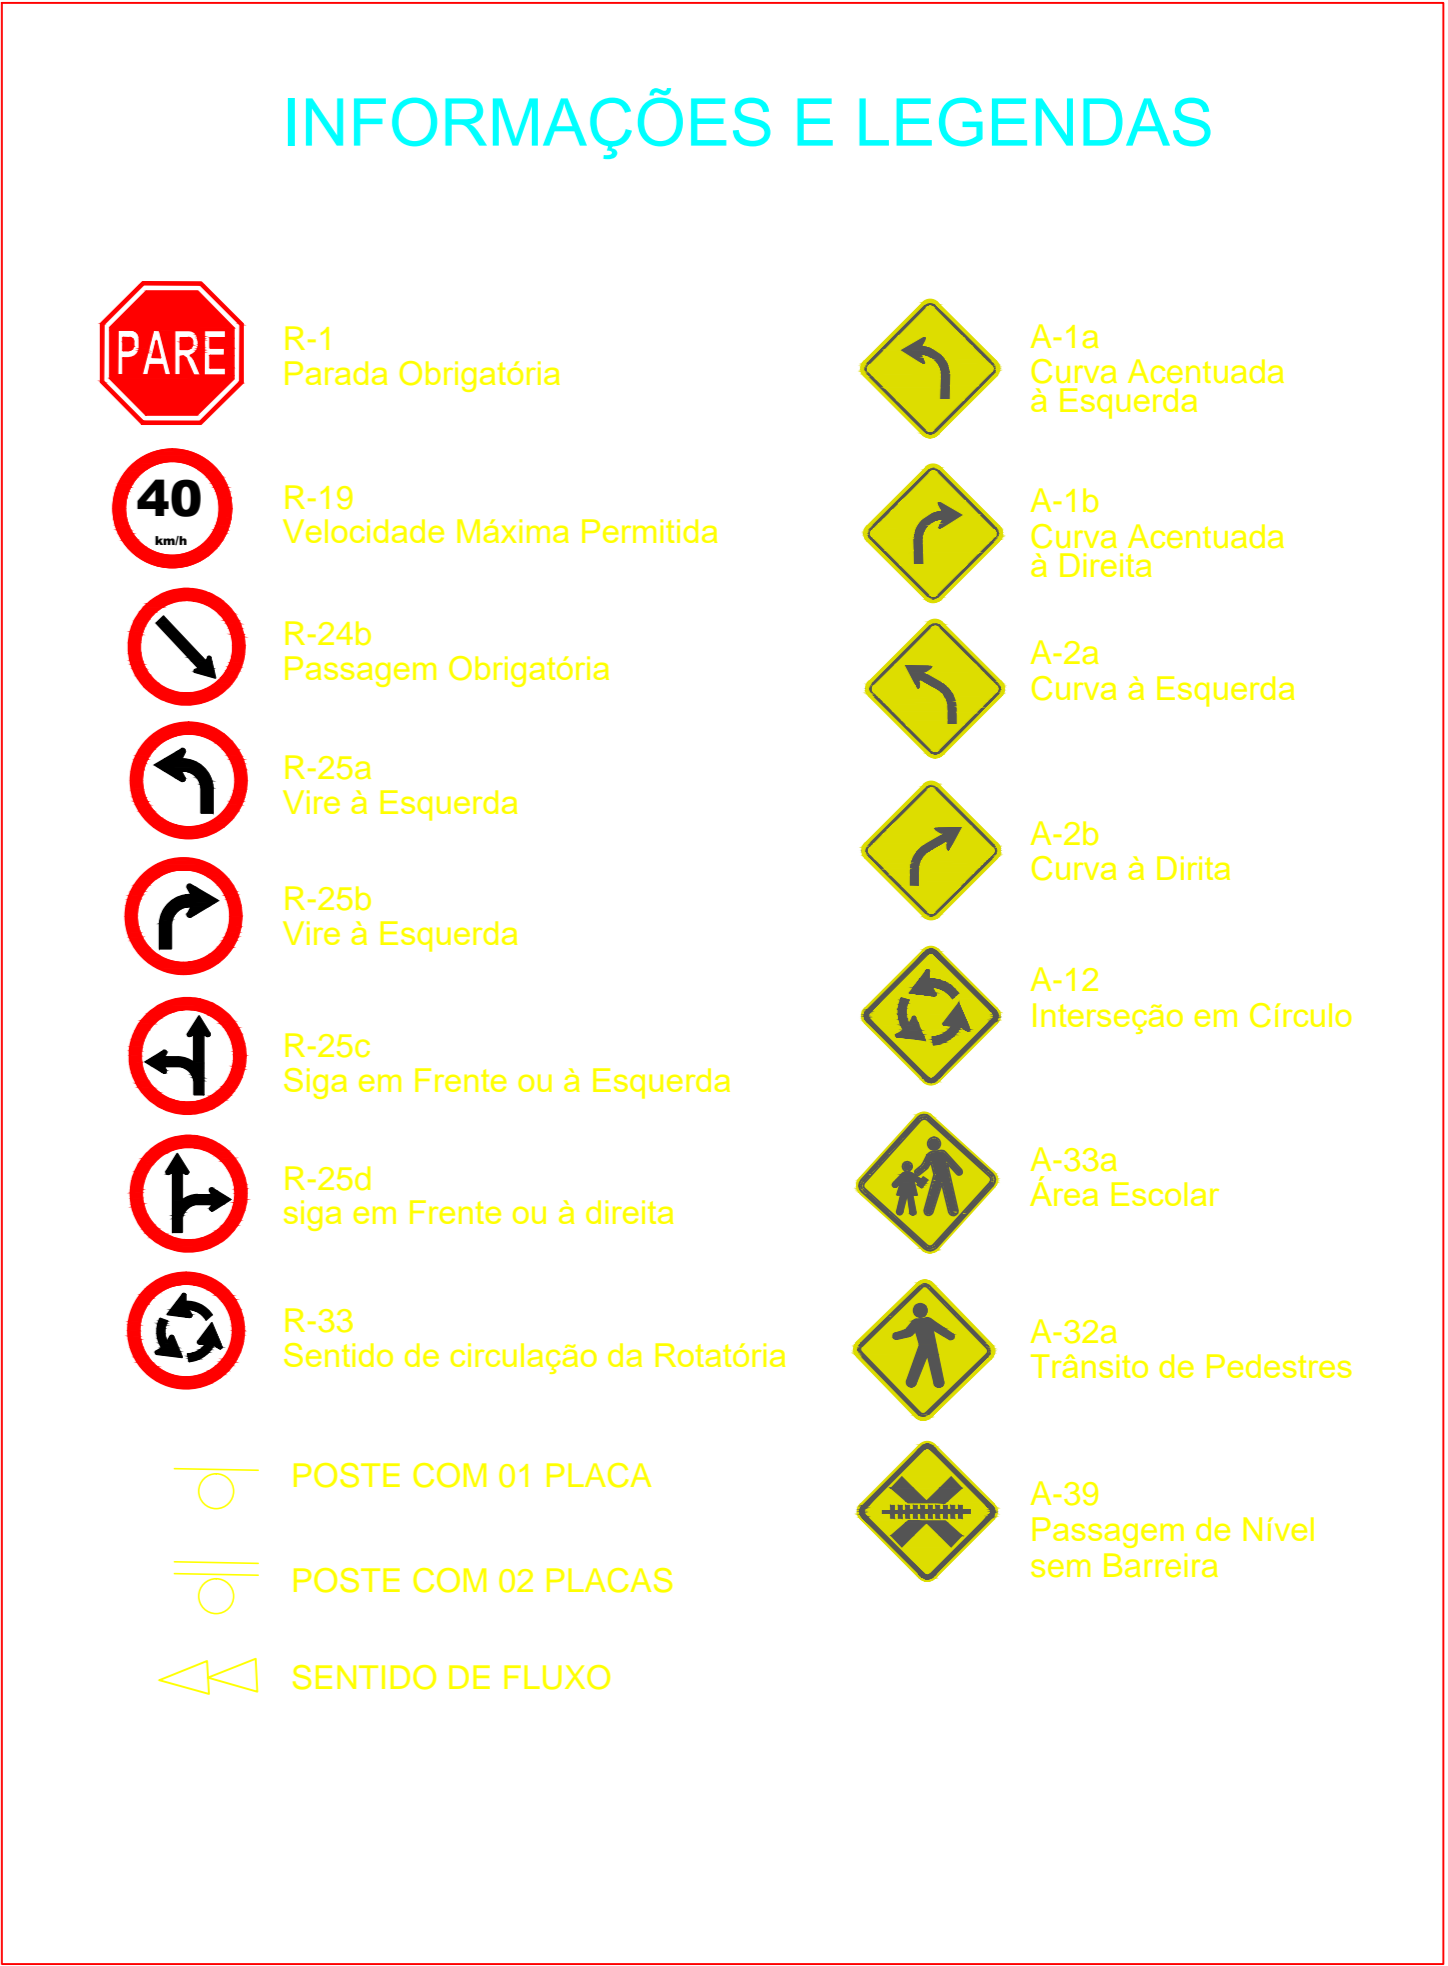 INFORMAÇÕES E LEGENDAS
PARE
R-1
Parada Obrigatória
40
km/h
R-19
Velocidade Máxima Permitida
R-24b
Passagem Obrigatória
R-25a
Vire à Esquerda
R-25b
Vire à Esquerda
R-25c
Siga em Frente ou à Esquerda
R-25d
siga em Frente ou à direita
R-33
Sentido de circulação da Rotatória
POSTE COM 01 PLACA
POSTE COM 02 PLACAS
SENTIDO DE FLUXO
A-1a
Curva Acentuada
à Esquerda
A-1b
Curva Acentuada
à Direita
A-2a
Curva à Esquerda
A-2b
Curva à Dirita
A-12
Interseção em Círculo
A-33a
Área Escolar
A-32a
Trânsito de Pedestres
A-39
Passagem de Nível
sem Barreira